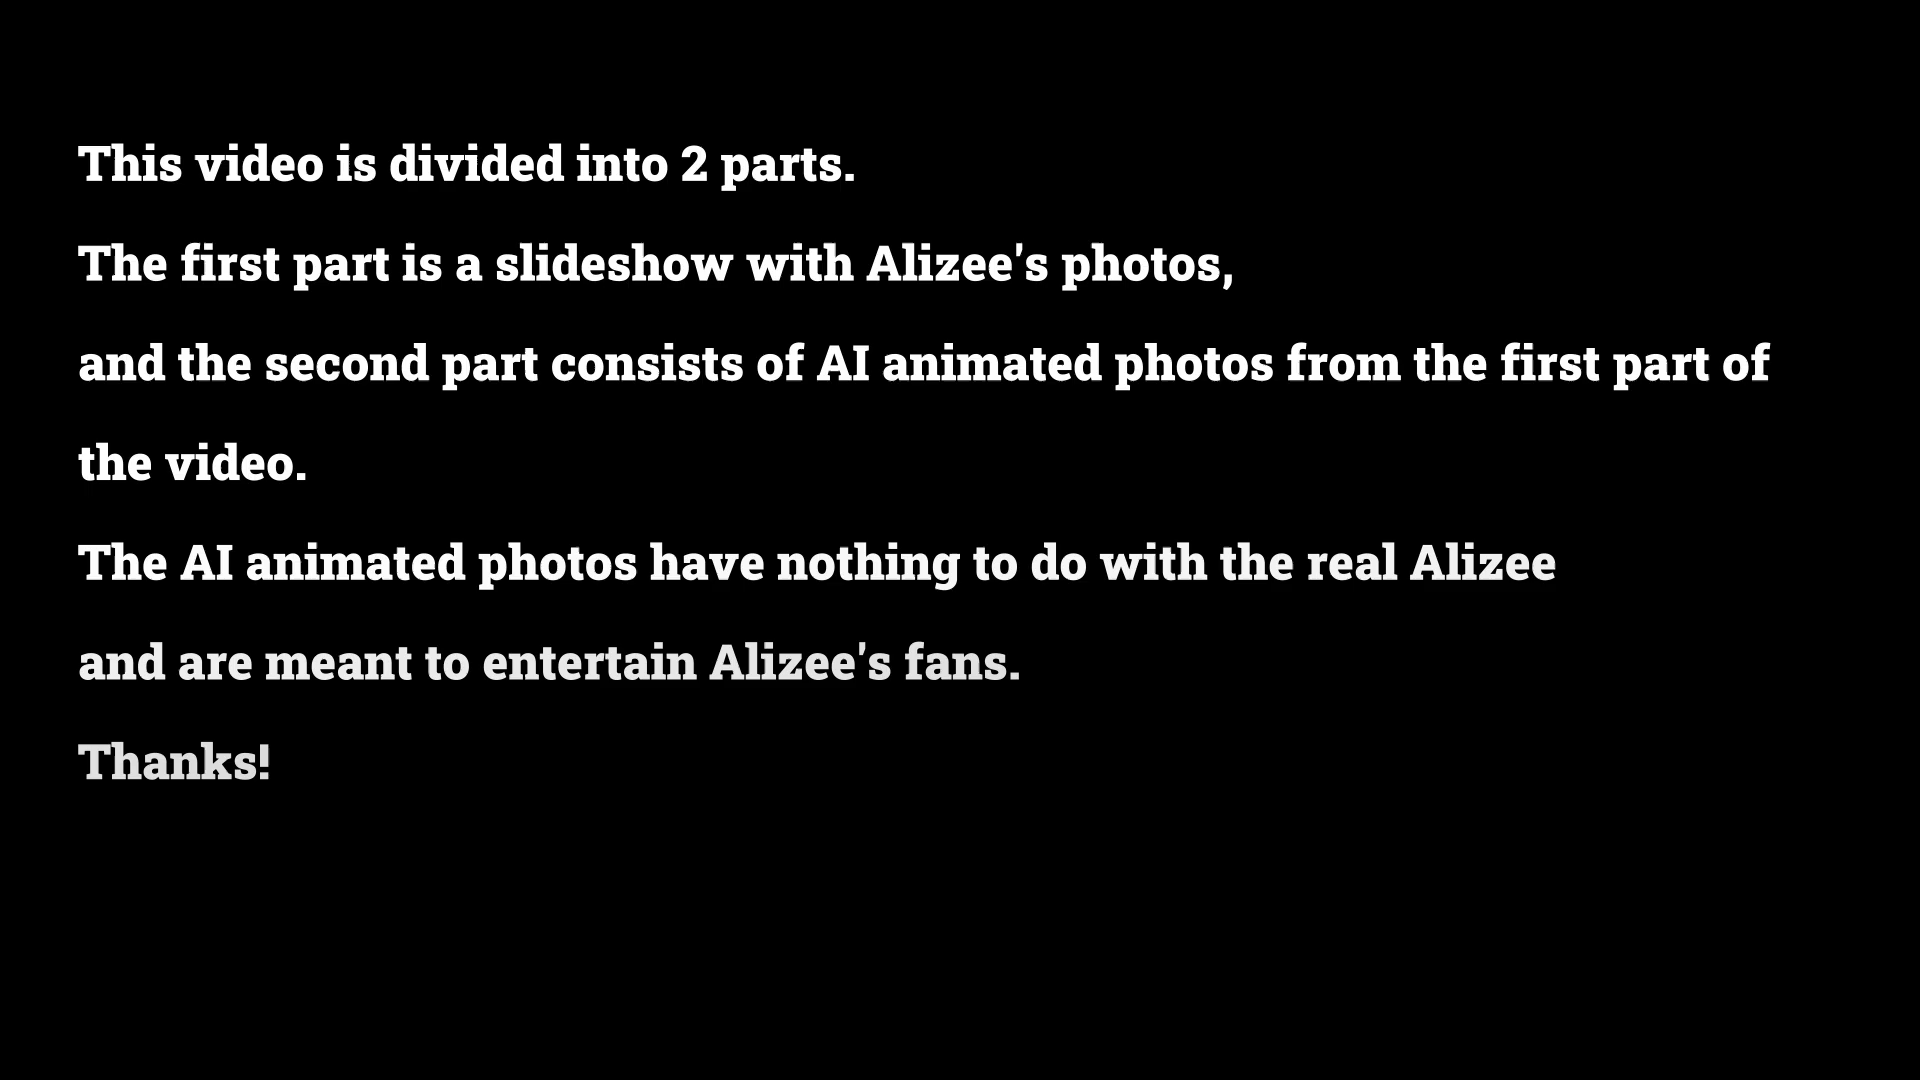 This video is divided into 2 parts.
The first part is a slideshow with Alizee's photos,
and the second part consists of AI animated photos from the first part of
the video.
The AI animated photos have nothing to do with the real Alizee
and are meant to entertain Alizee's fans.
Thanks!